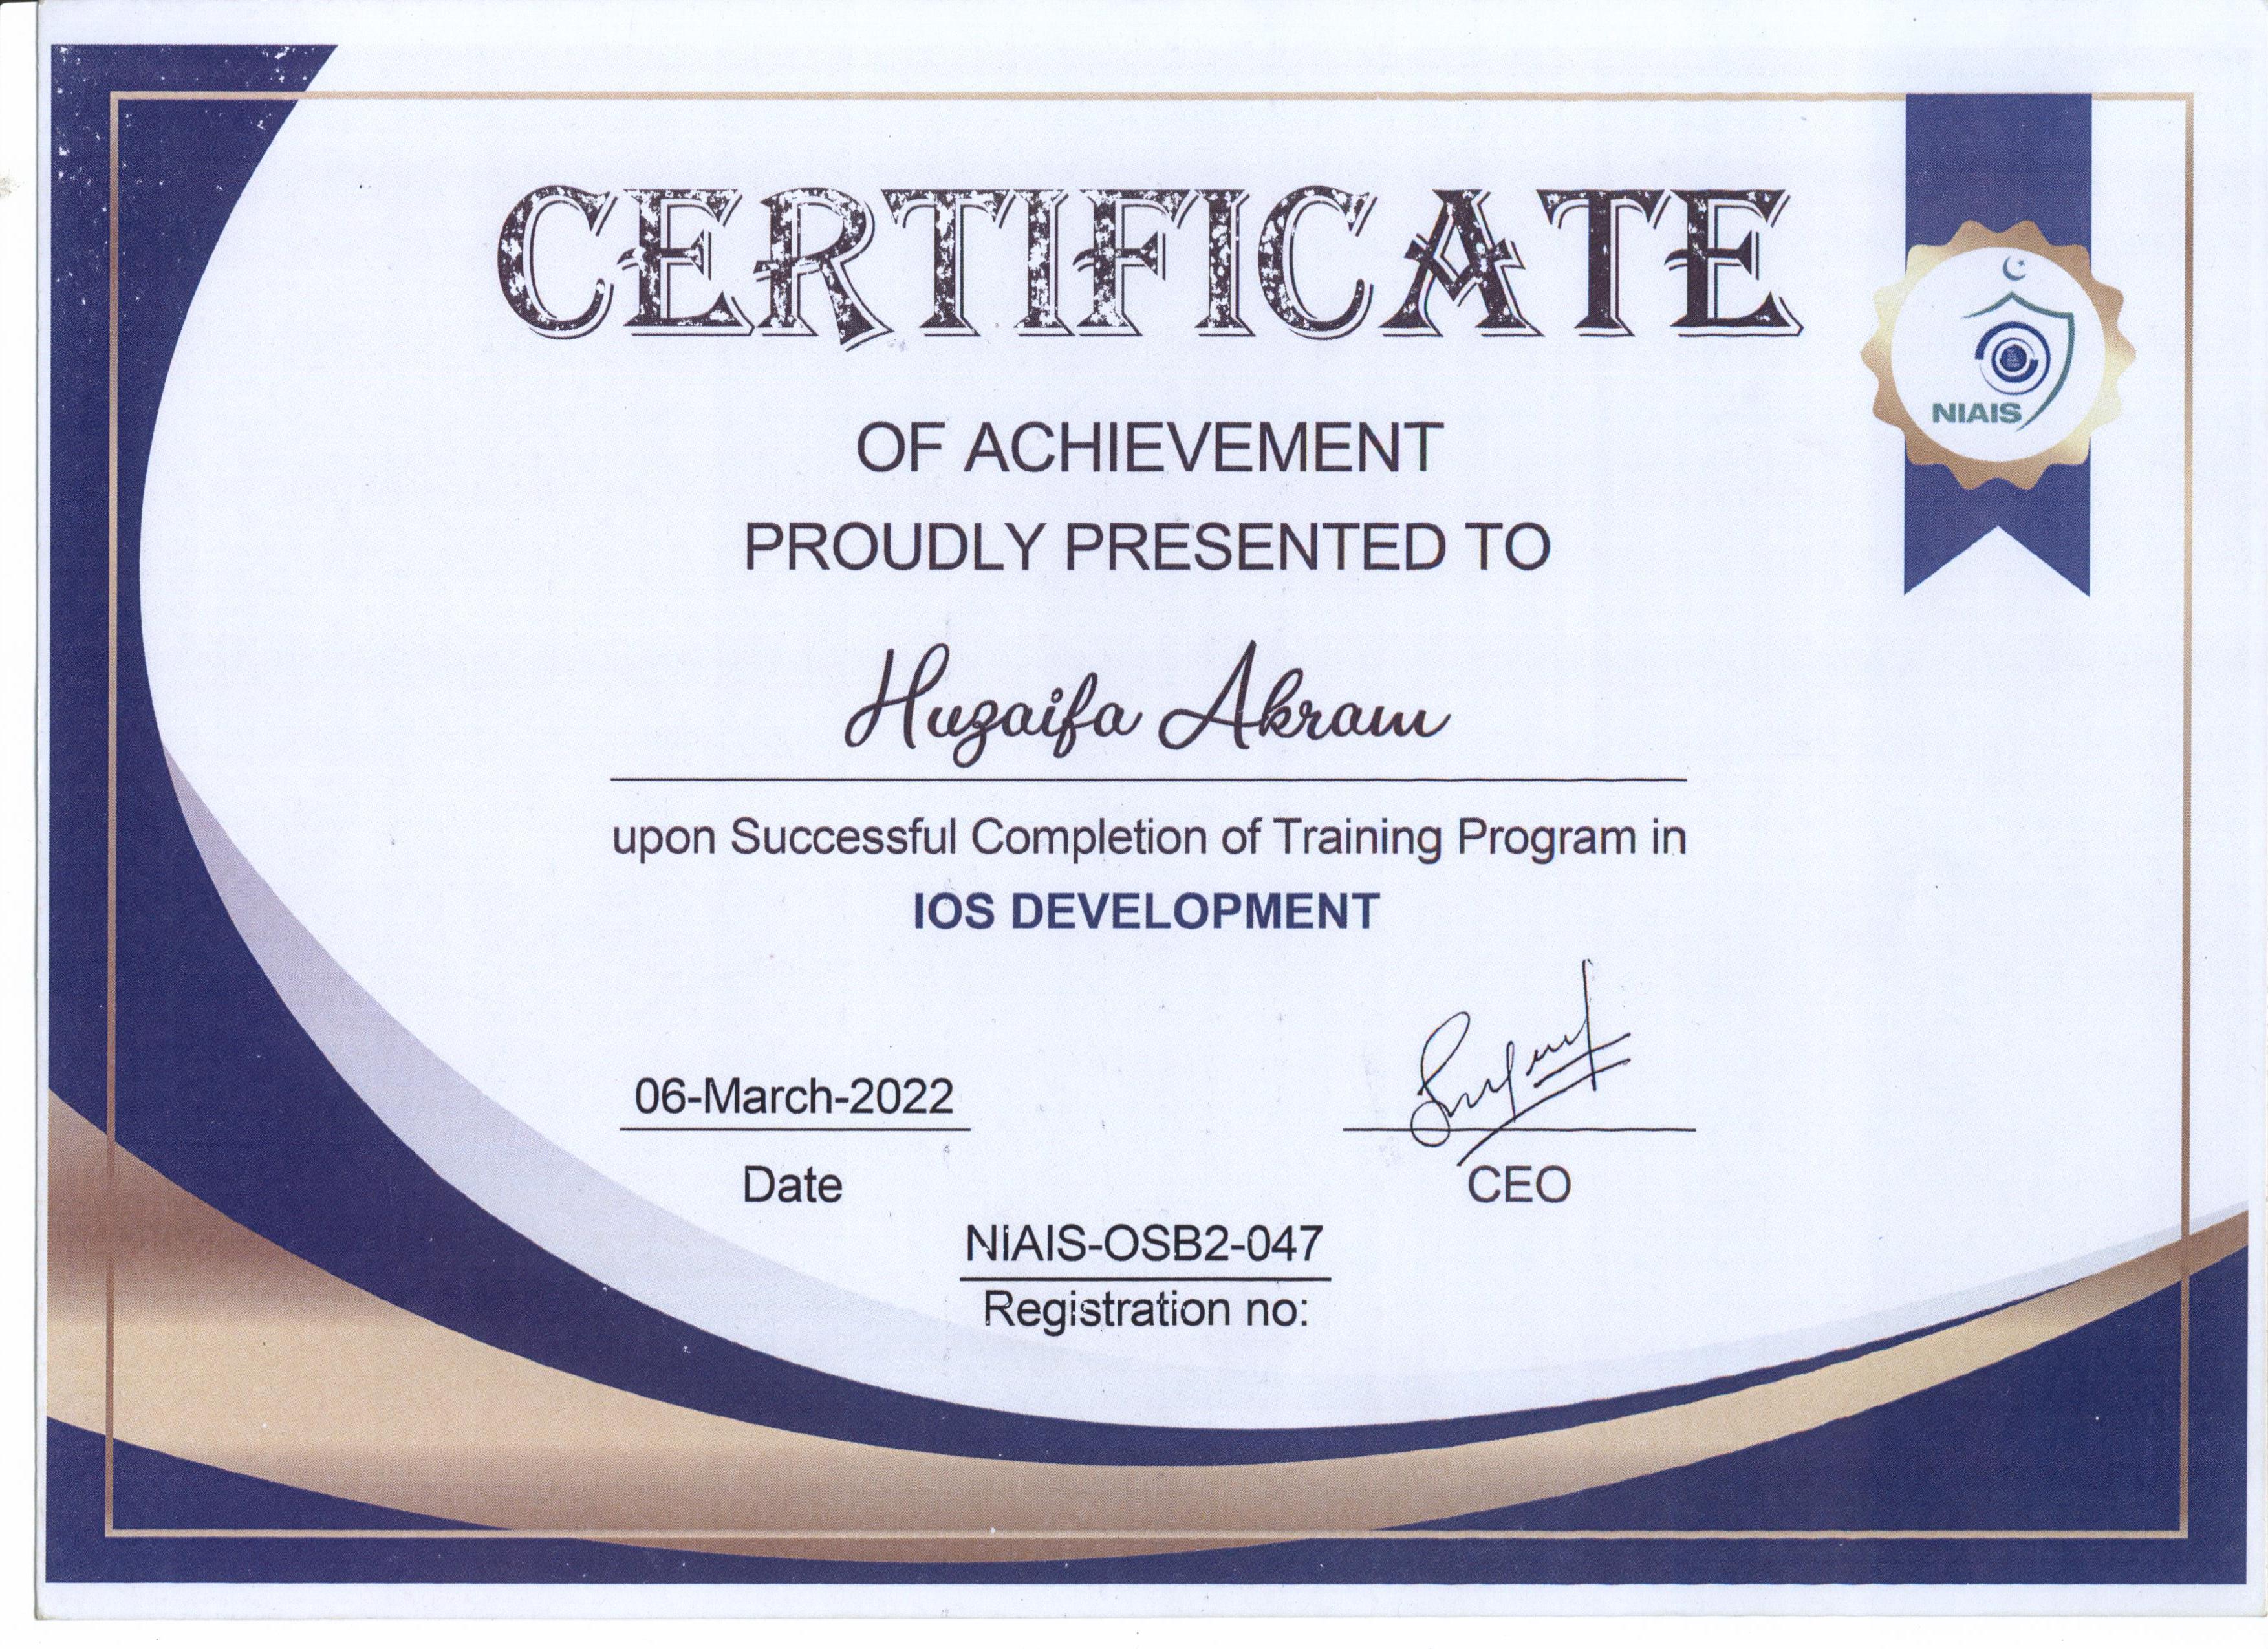 CERTIFICATE
NIAIS
OF ACHIEVEMENT
PROUDLY PRESENTED TO
Huzaifa Akram
upon Successful Completion of Training Program in
IOS DEVELOPMENT
06-March-2022
Date
CEO
NIAIS-OSB2-047
Registration no: